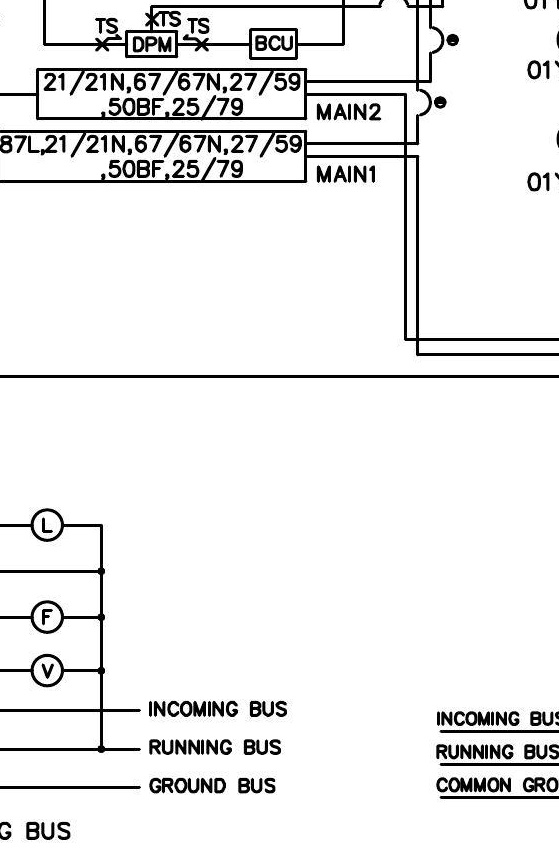 TS
TS
TS
DPM
BCU
21/21N,67/67N,27/59
,50BF,25/79
MAIN2
87L,21/21N,67/67N,27/59
,50BF,25/79
MAIN1
L
F
V
INCOMING BUS
RUNNING BUS
GROUND BUS
INCOMING BUS
RUNNING BUS
COMMON GRO
G BUS